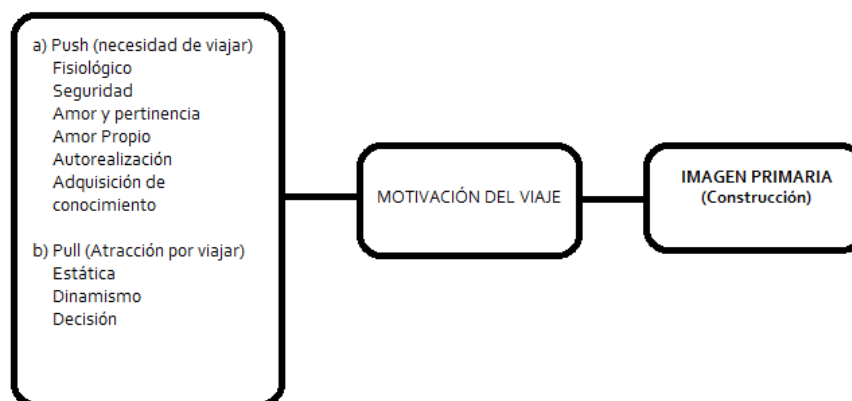 a) Push (necesidad de viajar)
Fisiológico
Seguridad
Amor y pertinencia
Amor Propio
Autorealización
Adquisición de
conocimiento
b) Pull (Atracción por viajar)
Estática
Dinamismo
Decisión
MOTIVACIÓN DEL VIAJE
IMAGEN PRIMARIA
(Construcción)